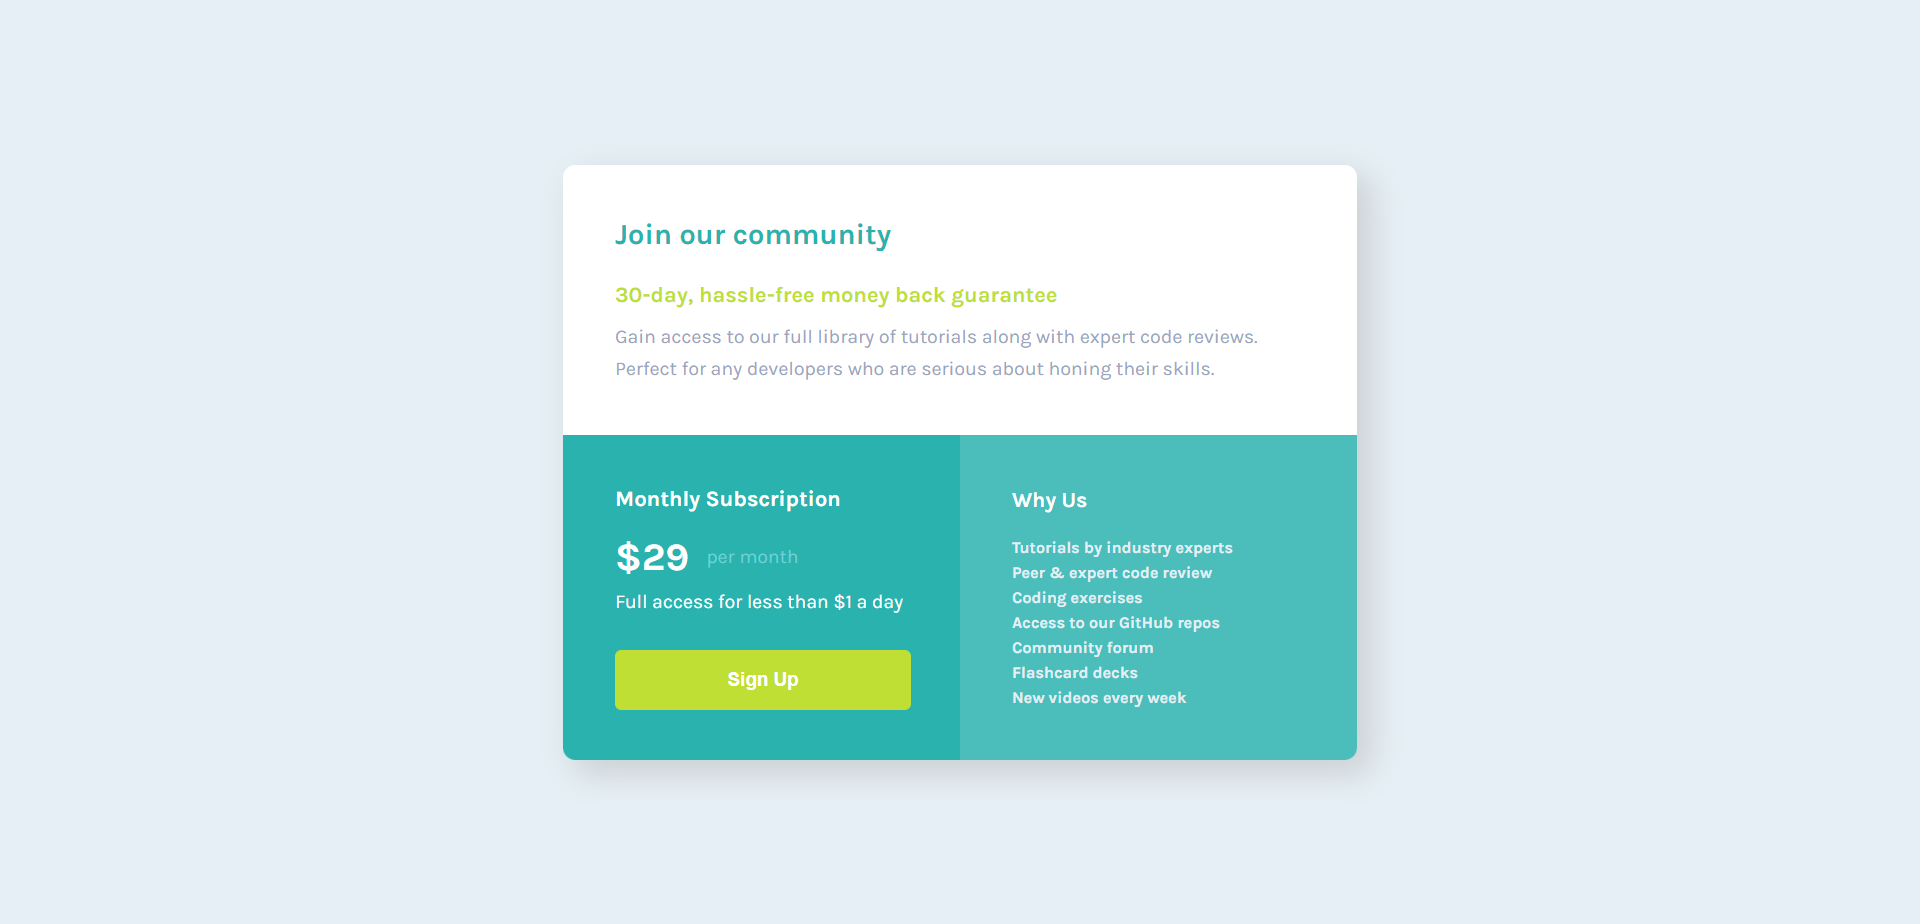 Join our community
30-day, hassle-free money back guarantee
Gain access to our full library of tutorials along with expert code reviews.
Perfect for any developers who are serious about honing their skills.
Monthly Subscription
$29 per month
Full access for less than $1 a day
Sign Up
Why Us
Tutorials by industry experts
Peer & expert code review
Coding exercises
Access to our GitHub repos
Community forum
Flashcard decks
New videos every week